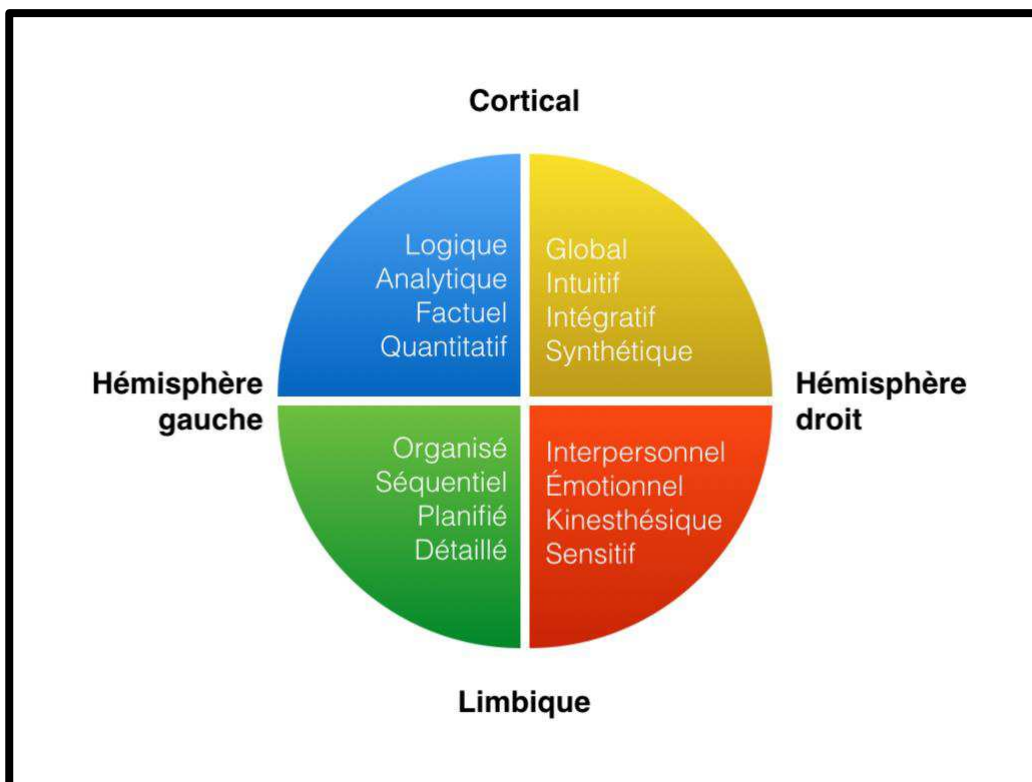 Cortical
Logique
Analytique
Factuel
Quantitatif
Global
Intuitif
Intégratif
Synthétique
Hémisphère
gauche
Hémisphère
droit
Organisé
Séquentiel
Planifié
Détaillé
Interpersonnel
Émotionnel
Kinesthésique
Sensitif
Limbique